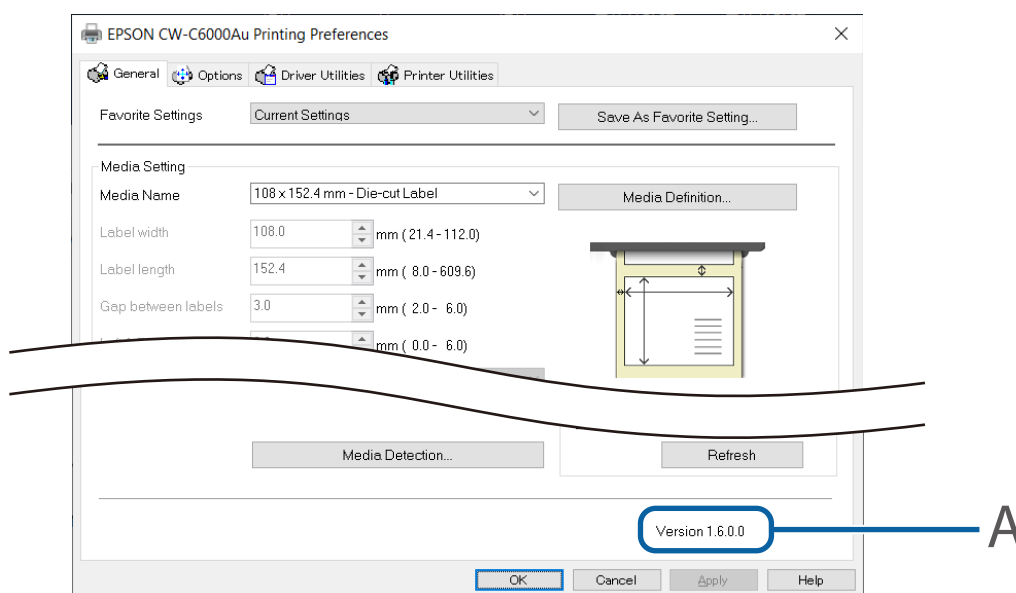 EPSON CW-C6000Au Printing Preferences
General Options Driver Utilities Printer Utilities
Favorite Settings Current Settings Save As Favorite Setting...
Media Setting
Media Name 108 x 152.4 mm - Die-cut Label Media Definition...
Label width 108.0 mm ( 21.4 - 112.0)
Label length 152.4 mm ( 8.0 - 609.6)
Gap between labels 3.0 mm ( 2.0 - 6.0)
mm ( 0.0 - 6.0)
Media Detection... Refresh
Version 1.6.0.0 A
OK Cancel Apply Help